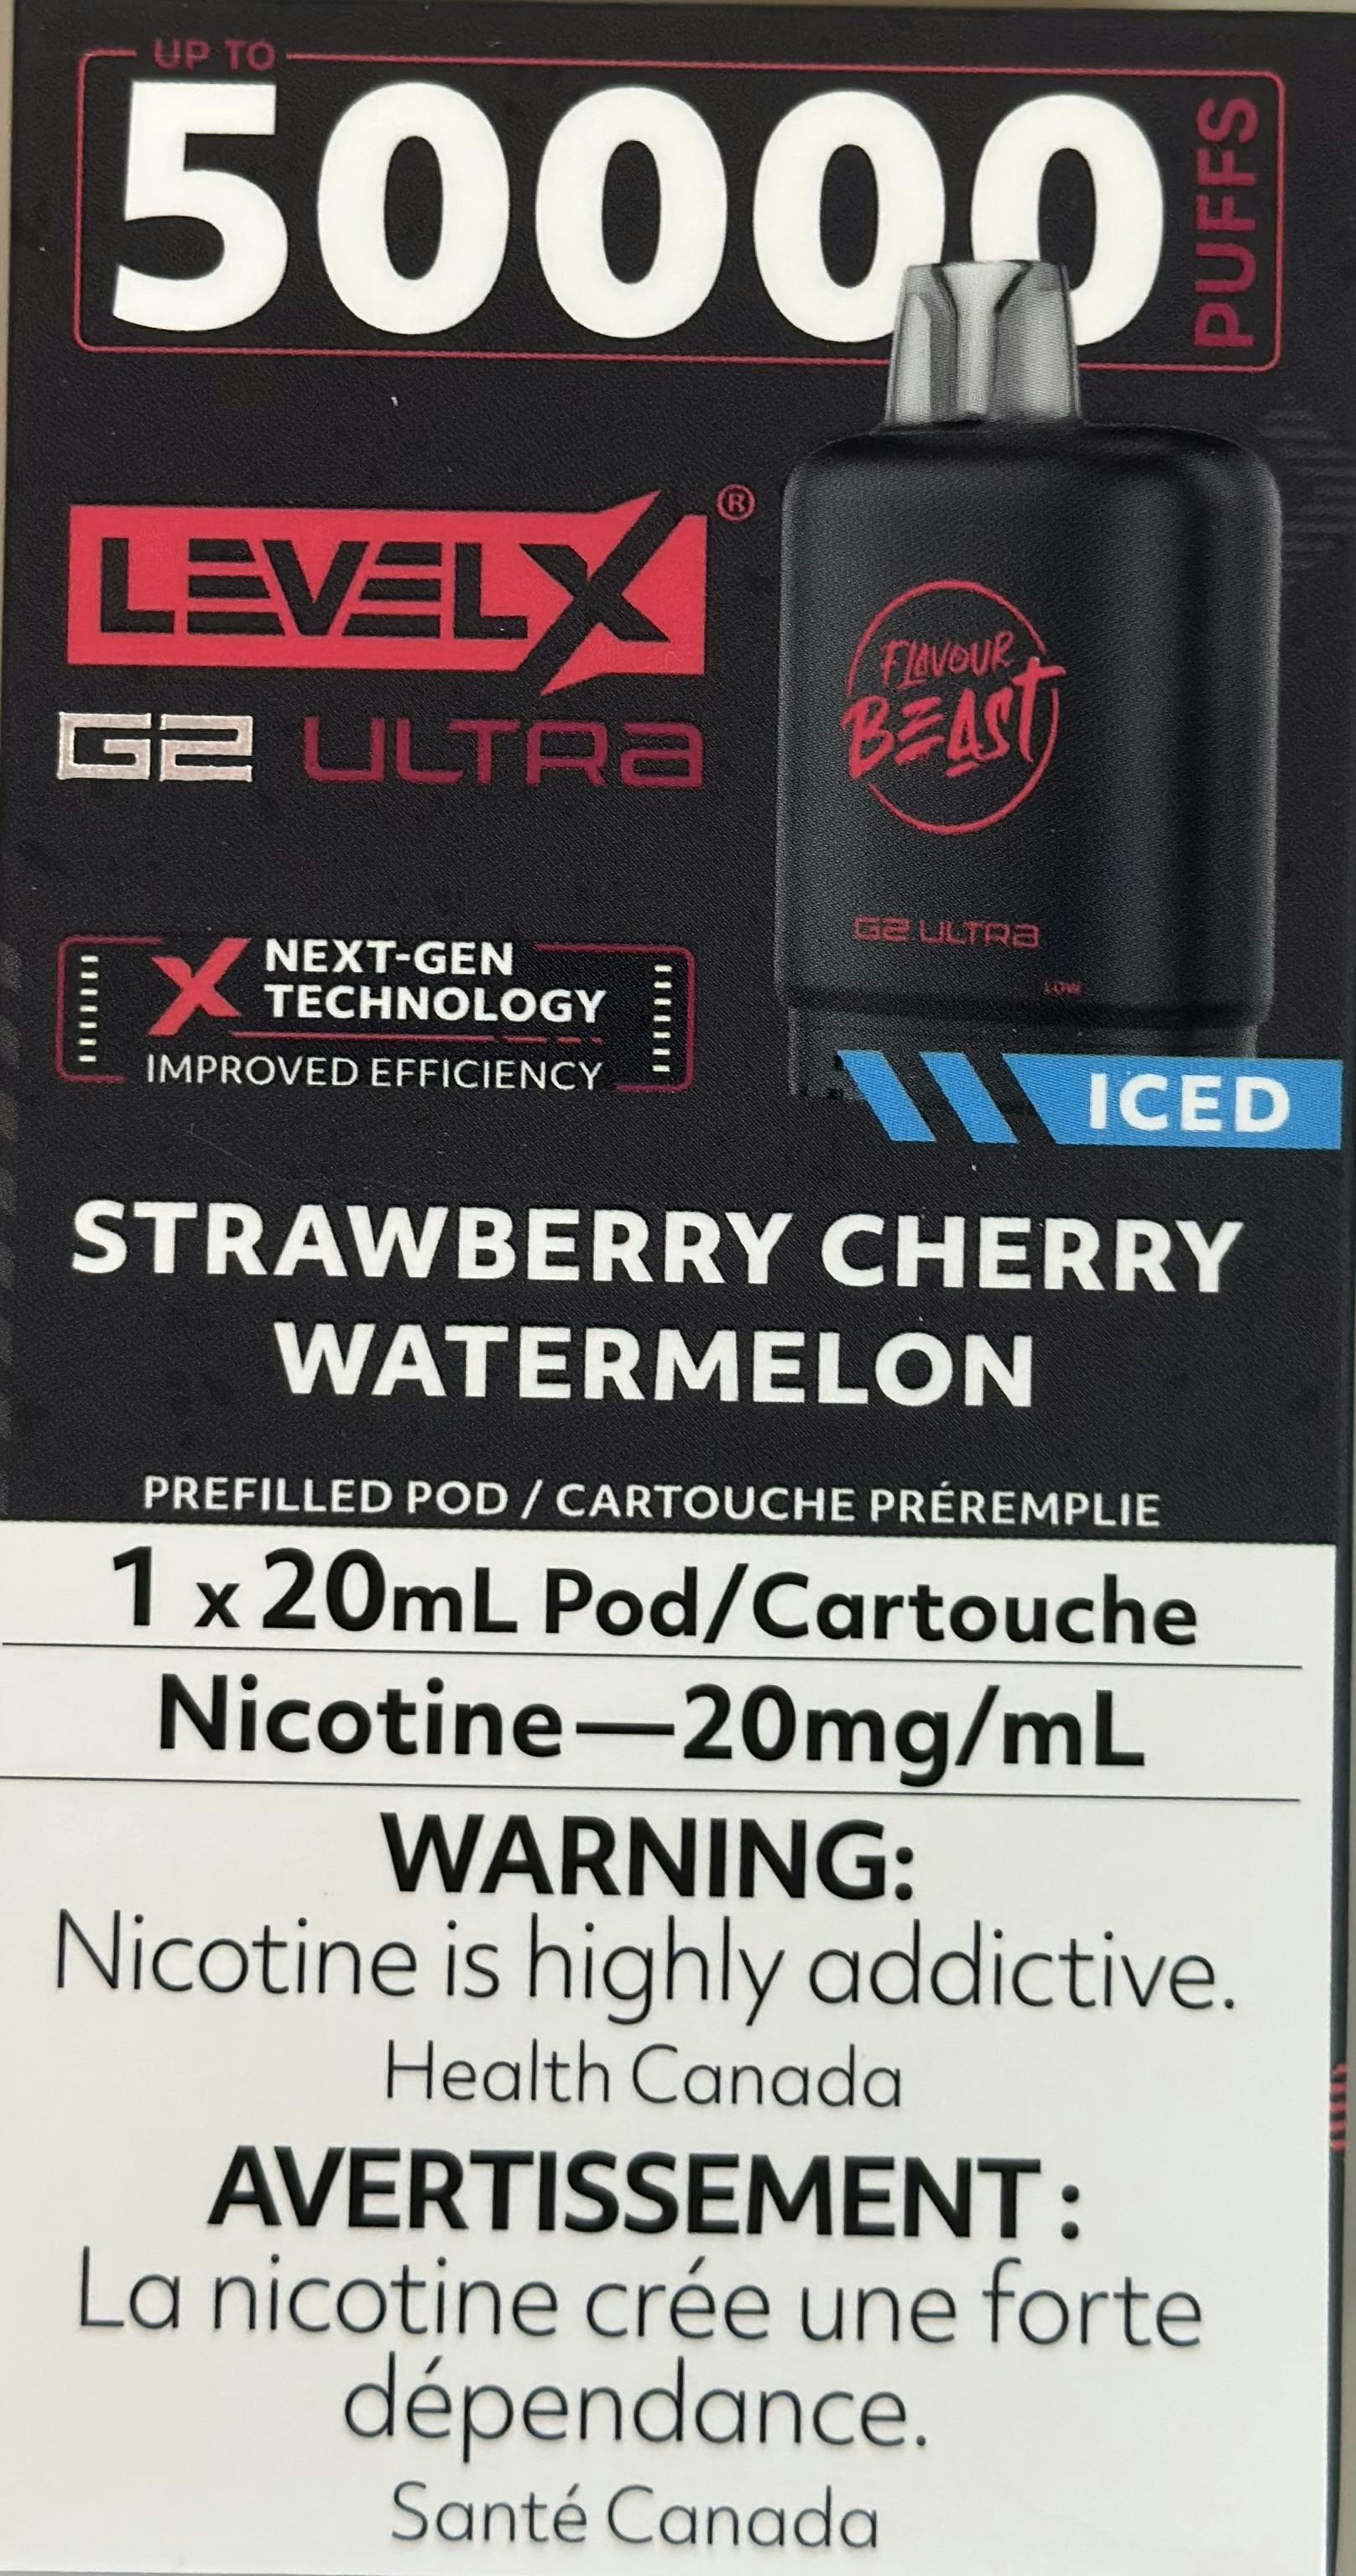 UP TO
50000
PUFFS
LEVELX®
G2 ULTRA
FLAVOUR
BEAST
G2 ULTRA
LOW
X NEXT-GEN
TECHNOLOGY
IMPROVED EFFICIENCY
ICED
STRAWBERRY CHERRY
WATERMELON
PREFILLED POD / CARTOUCHE PRÉREMPLIE
1 x 20mL Pod/Cartouche
Nicotine—20mg/mL
WARNING:
Nicotine is highly addictive.
Health Canada
AVERTISSEMENT :
La nicotine crée une forte
dépendance.
Santé Canada